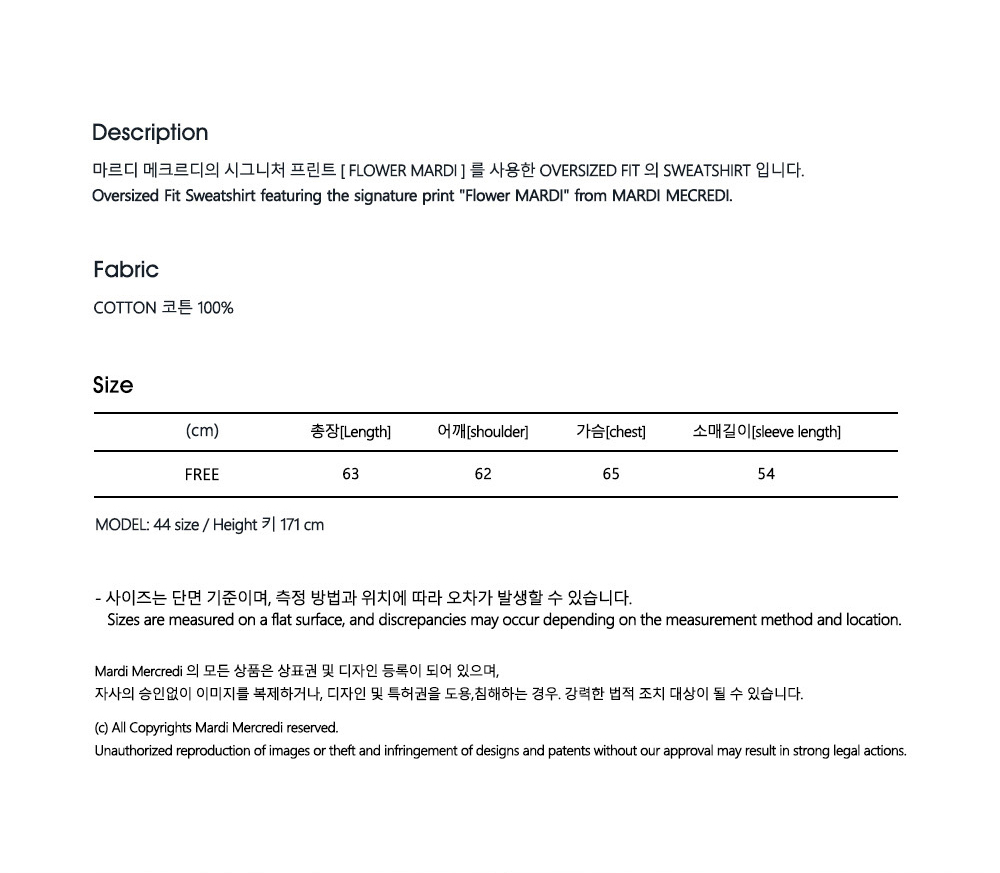 Description
마르디 메크르디의 시그니처 프린트 [ FLOWER MARDI ] 를 사용한 OVERSIZED FIT 의 SWEATSHIRT 입니다.
Oversized Fit Sweatshirt featuring the signature print "Flower MARDI" from MARDI MECREDI.
Fabric
COTTON 코튼 100%
Size
(cm) 총장[Length] 어깨[shoulder] 가슴[chest] 소매길이[sleeve length]
FREE 63 62 65 54
MODEL: 44 size / Height 키 171 cm
- 사이즈는 단면 기준이며, 측정 방법과 위치에 따라 오차가 발생할 수 있습니다.
Sizes are measured on a flat surface, and discrepancies may occur depending on the measurement method and location.
Mardi Mercredi 의 모든 상품은 상표권 및 디자인 등록이 되어 있으며,
자사의 승인없이 이미지를 복제하거나, 디자인 및 특허권을 도용,침해하는 경우. 강력한 법적 조치 대상이 될 수 있습니다.
(c) All Copyrights Mardi Mercredi reserved.
Unauthorized reproduction of images or theft and infringement of designs and patents without our approval may result in strong legal actions.